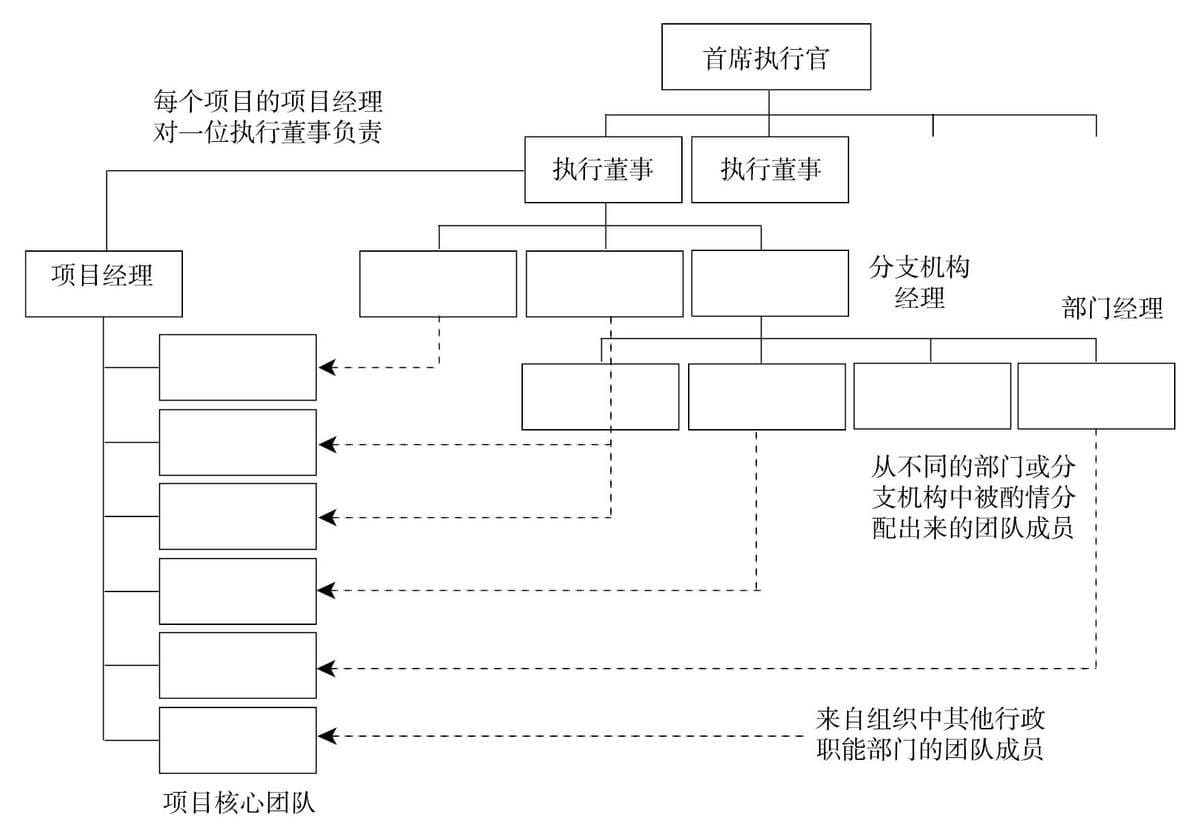 首席执行官
每个项目的项目经理
对一位执行董事负责
执行董事
执行董事
项目经理
分支机构
经理
部门经理
从不同的部门或分
支机构中被酌情分
配出来的团队成员
来自组织中其他行政
职能部门的团队成员
项目核心团队